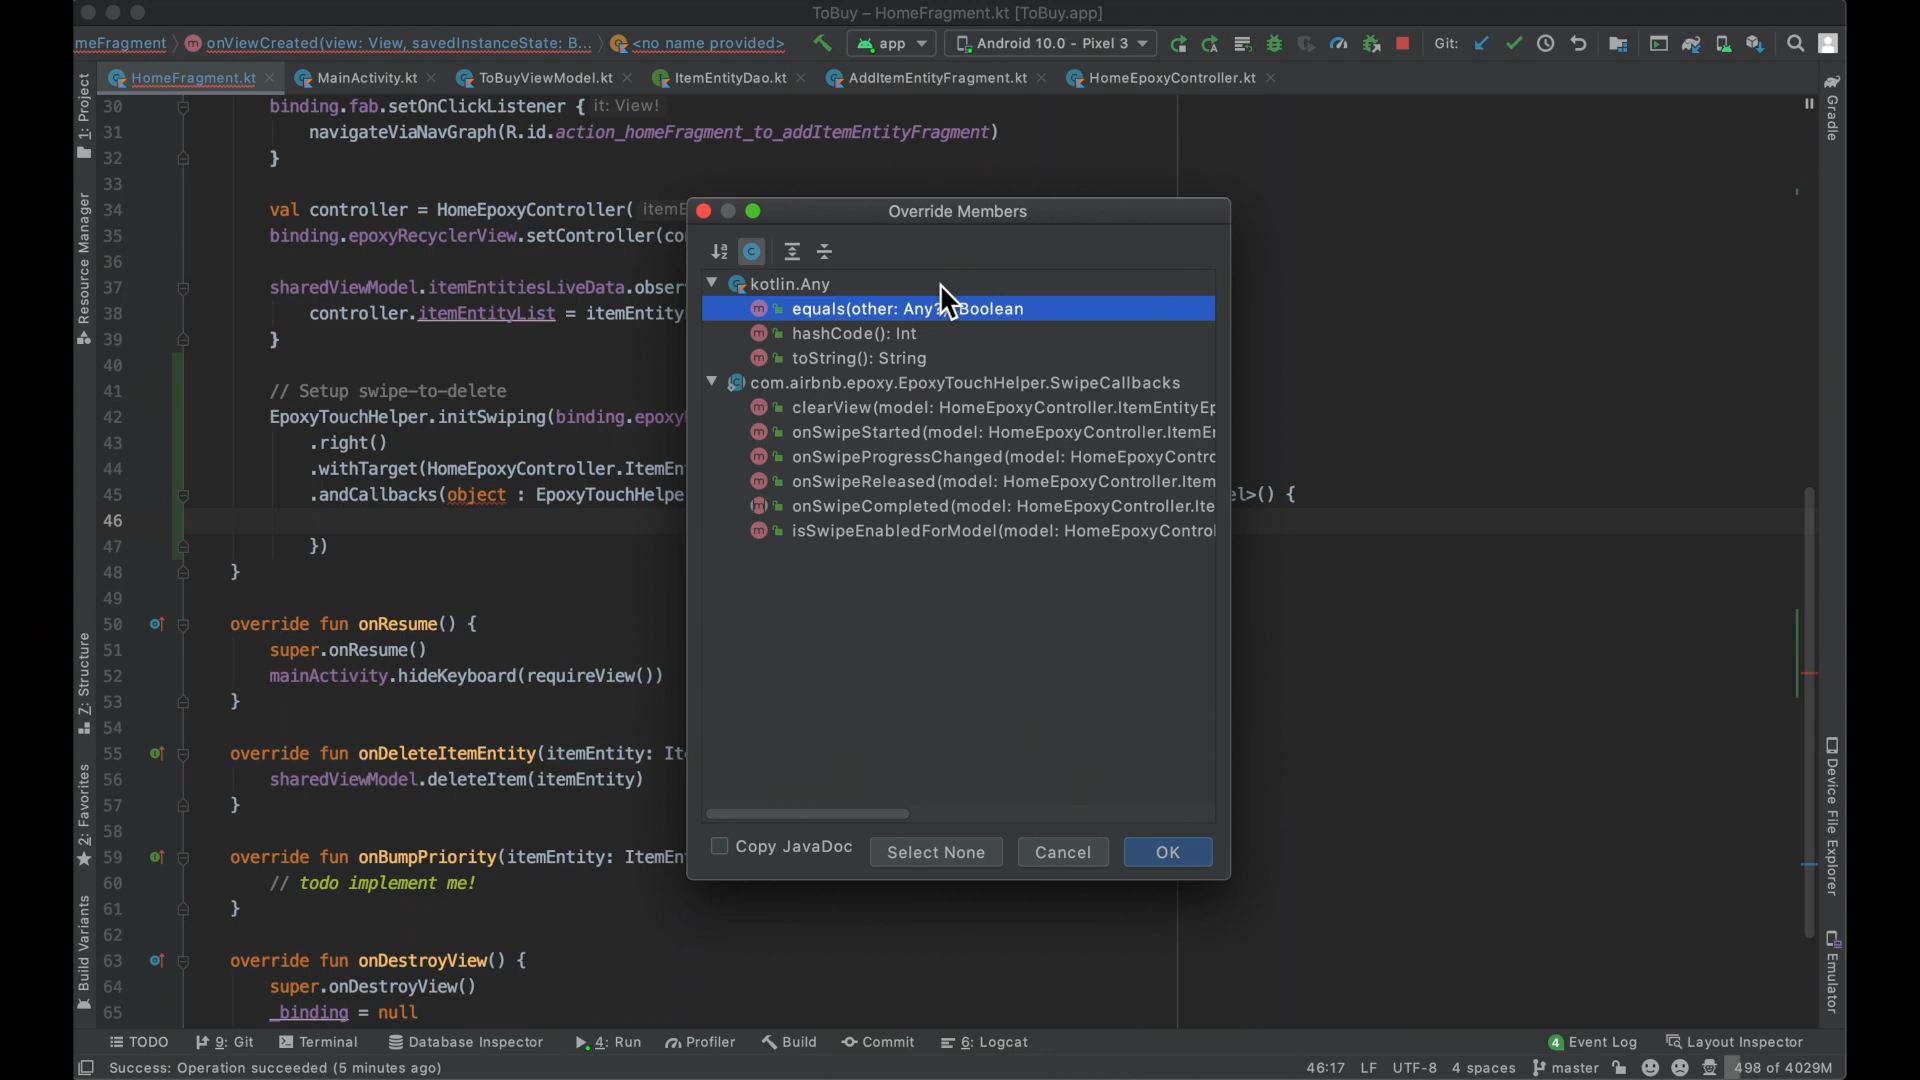 ToBuy – HomeFragment.kt [ToBuy.app]
meFragment
onViewCreated(view: View, savedInstanceState: B...
<no name provided>
app
Android 10.0 - Pixel 3
Git:
HomeFragment.kt
MainActivity.kt
ToBuyViewModel.kt
ItemEntityDao.kt
AddItemEntityFragment.kt
HomeEpoxyController.kt
1: Project
Resource Manager
7: Structure
2: Favorites
Build Variants
30 binding.fab.setOnClickListener { it: View!
31 navigateViaNavGraph(R.id.action_homeFragment_to_addItemEntityFragment)
32 }
33
34 val controller = HomeEpoxyController( itemE
35 binding.epoxyRecyclerView.setController(co
36
37 sharedViewModel.itemEntitiesLiveData.obser
38 controller.itemEntityList = itemEntity
39 }
40
41 // Setup swipe-to-delete
42 EpoxyTouchHelper.initSwiping(binding.epoxy
43 .right()
44 .withTarget(HomeEpoxyController.ItemEn
45 .andCallbacks(object : EpoxyTouchHelpe
el>() {
46
47 })
48 }
49
50 override fun onResume() {
51 super.onResume()
52 mainActivity.hideKeyboard(requireView())
53 }
54
55 override fun onDeleteItemEntity(itemEntity: It
56 sharedViewModel.deleteItem(itemEntity)
57 }
58
59 override fun onBumpPriority(itemEntity: ItemEn
60 // todo implement me!
61 }
62
63 override fun onDestroyView() {
64 super.onDestroyView()
65 _binding = null
Override Members
kotlin.Any
equals(other: Any? Boolean
hashCode(): Int
toString(): String
com.airbnb.epoxy.EpoxyTouchHelper.SwipeCallbacks
clearView(model: HomeEpoxyController.ItemEntityEp
onSwipeStarted(model: HomeEpoxyController.ItemEn
onSwipeProgressChanged(model: HomeEpoxyContro
onSwipeReleased(model: HomeEpoxyController.Item
onSwipeCompleted(model: HomeEpoxyController.Ite
isSwipeEnabledForModel(model: HomeEpoxyControl
Copy JavaDoc
Select None
Cancel
OK
Gradle
Device File Explorer
Emulator
TODO
9: Git
Terminal
Database Inspector
4: Run
Profiler
Build
Commit
6: Logcat
4 Event Log
Layout Inspector
Success: Operation succeeded (5 minutes ago)
46:17
LF
UTF-8
4 spaces
master
498 of 4029M